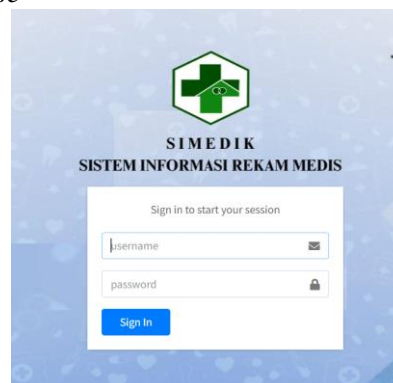 SIMEDIK
SISTEM INFORMASI REKAM MEDIS
Sign in to start your session
username
password
Sign In